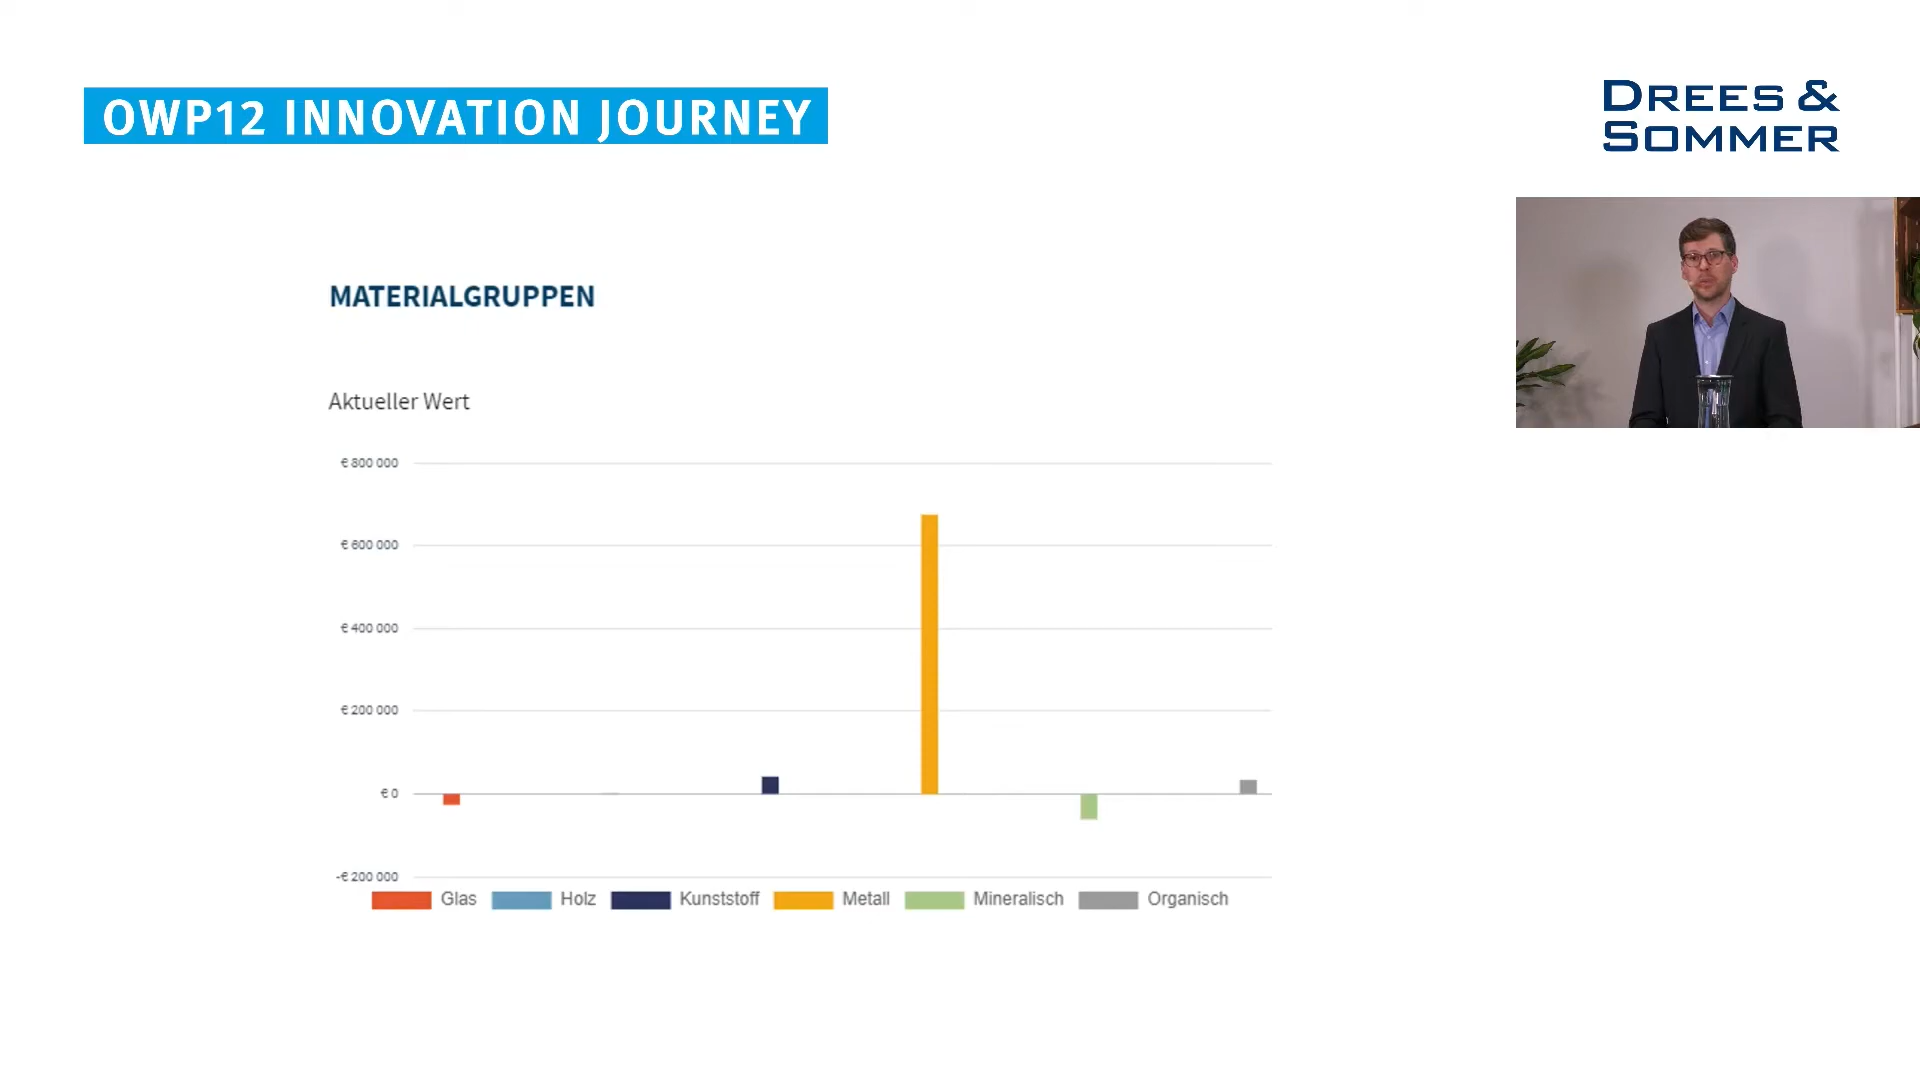 OWP12 INNOVATION JOURNEY
DREES &
SOMMER
MATERIALGRUPPEN
Aktueller Wert
€ 800 000
€ 600 000
€ 400 000
€ 200 000
€ 0
-€ 200 000
Glas Holz Kunststoff Metall Mineralisch Organisch